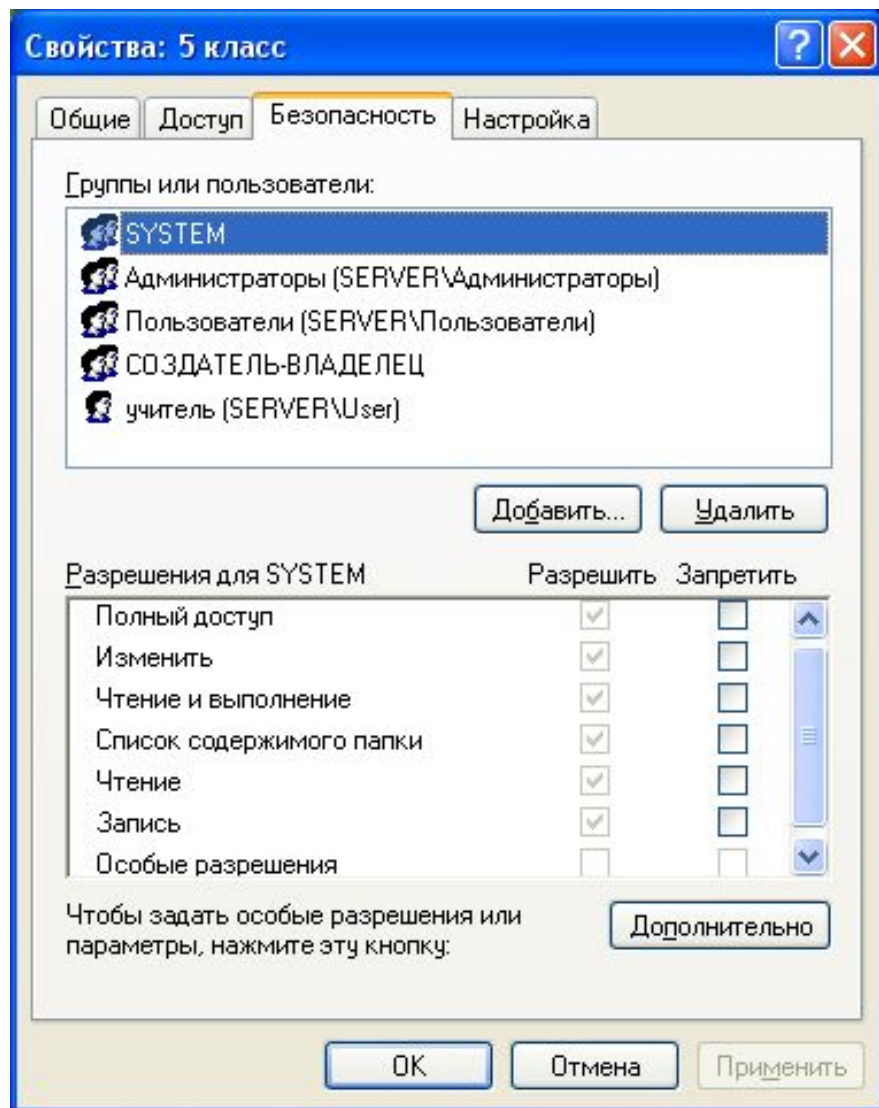 Свойства: 5 класс
Общие Доступ Безопасность Настройка
Группы или пользователи:
SYSTEM
Администраторы (SERVER\Администраторы)
Пользователи (SERVER\Пользователи)
СОЗДАТЕЛЬ-ВЛАДЕЛЕЦ
учитель (SERVER\User)
Добавить... Удалить
Разрешения для SYSTEM Разрешить Запретить
Полный доступ
Изменить
Чтение и выполнение
Список содержимого папки
Чтение
Запись
Особые разрешения
Чтобы задать особые разрешения или
параметры, нажмите эту кнопку:
Дополнительно
OK Отмена Применить